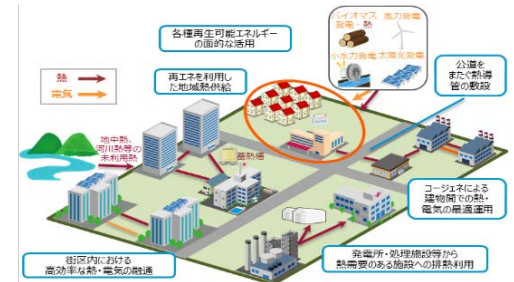 各種再生可能エネルギー
の面的な活用
バイオマス
発電・熱
風力発電
小水力発電
太陽光発電
熱
電気
再エネを利用し
た地域熱供給
公道を
またぐ熱導
管の敷設
地中熱、
河川熱等の
未利用熱
蓄熱槽
コージェネによる
建物間での熱・
電気の最適運用
街区内における
高効率な熱・電気の融通
発電所・処理施設等から
熱需要のある施設への排熱利用